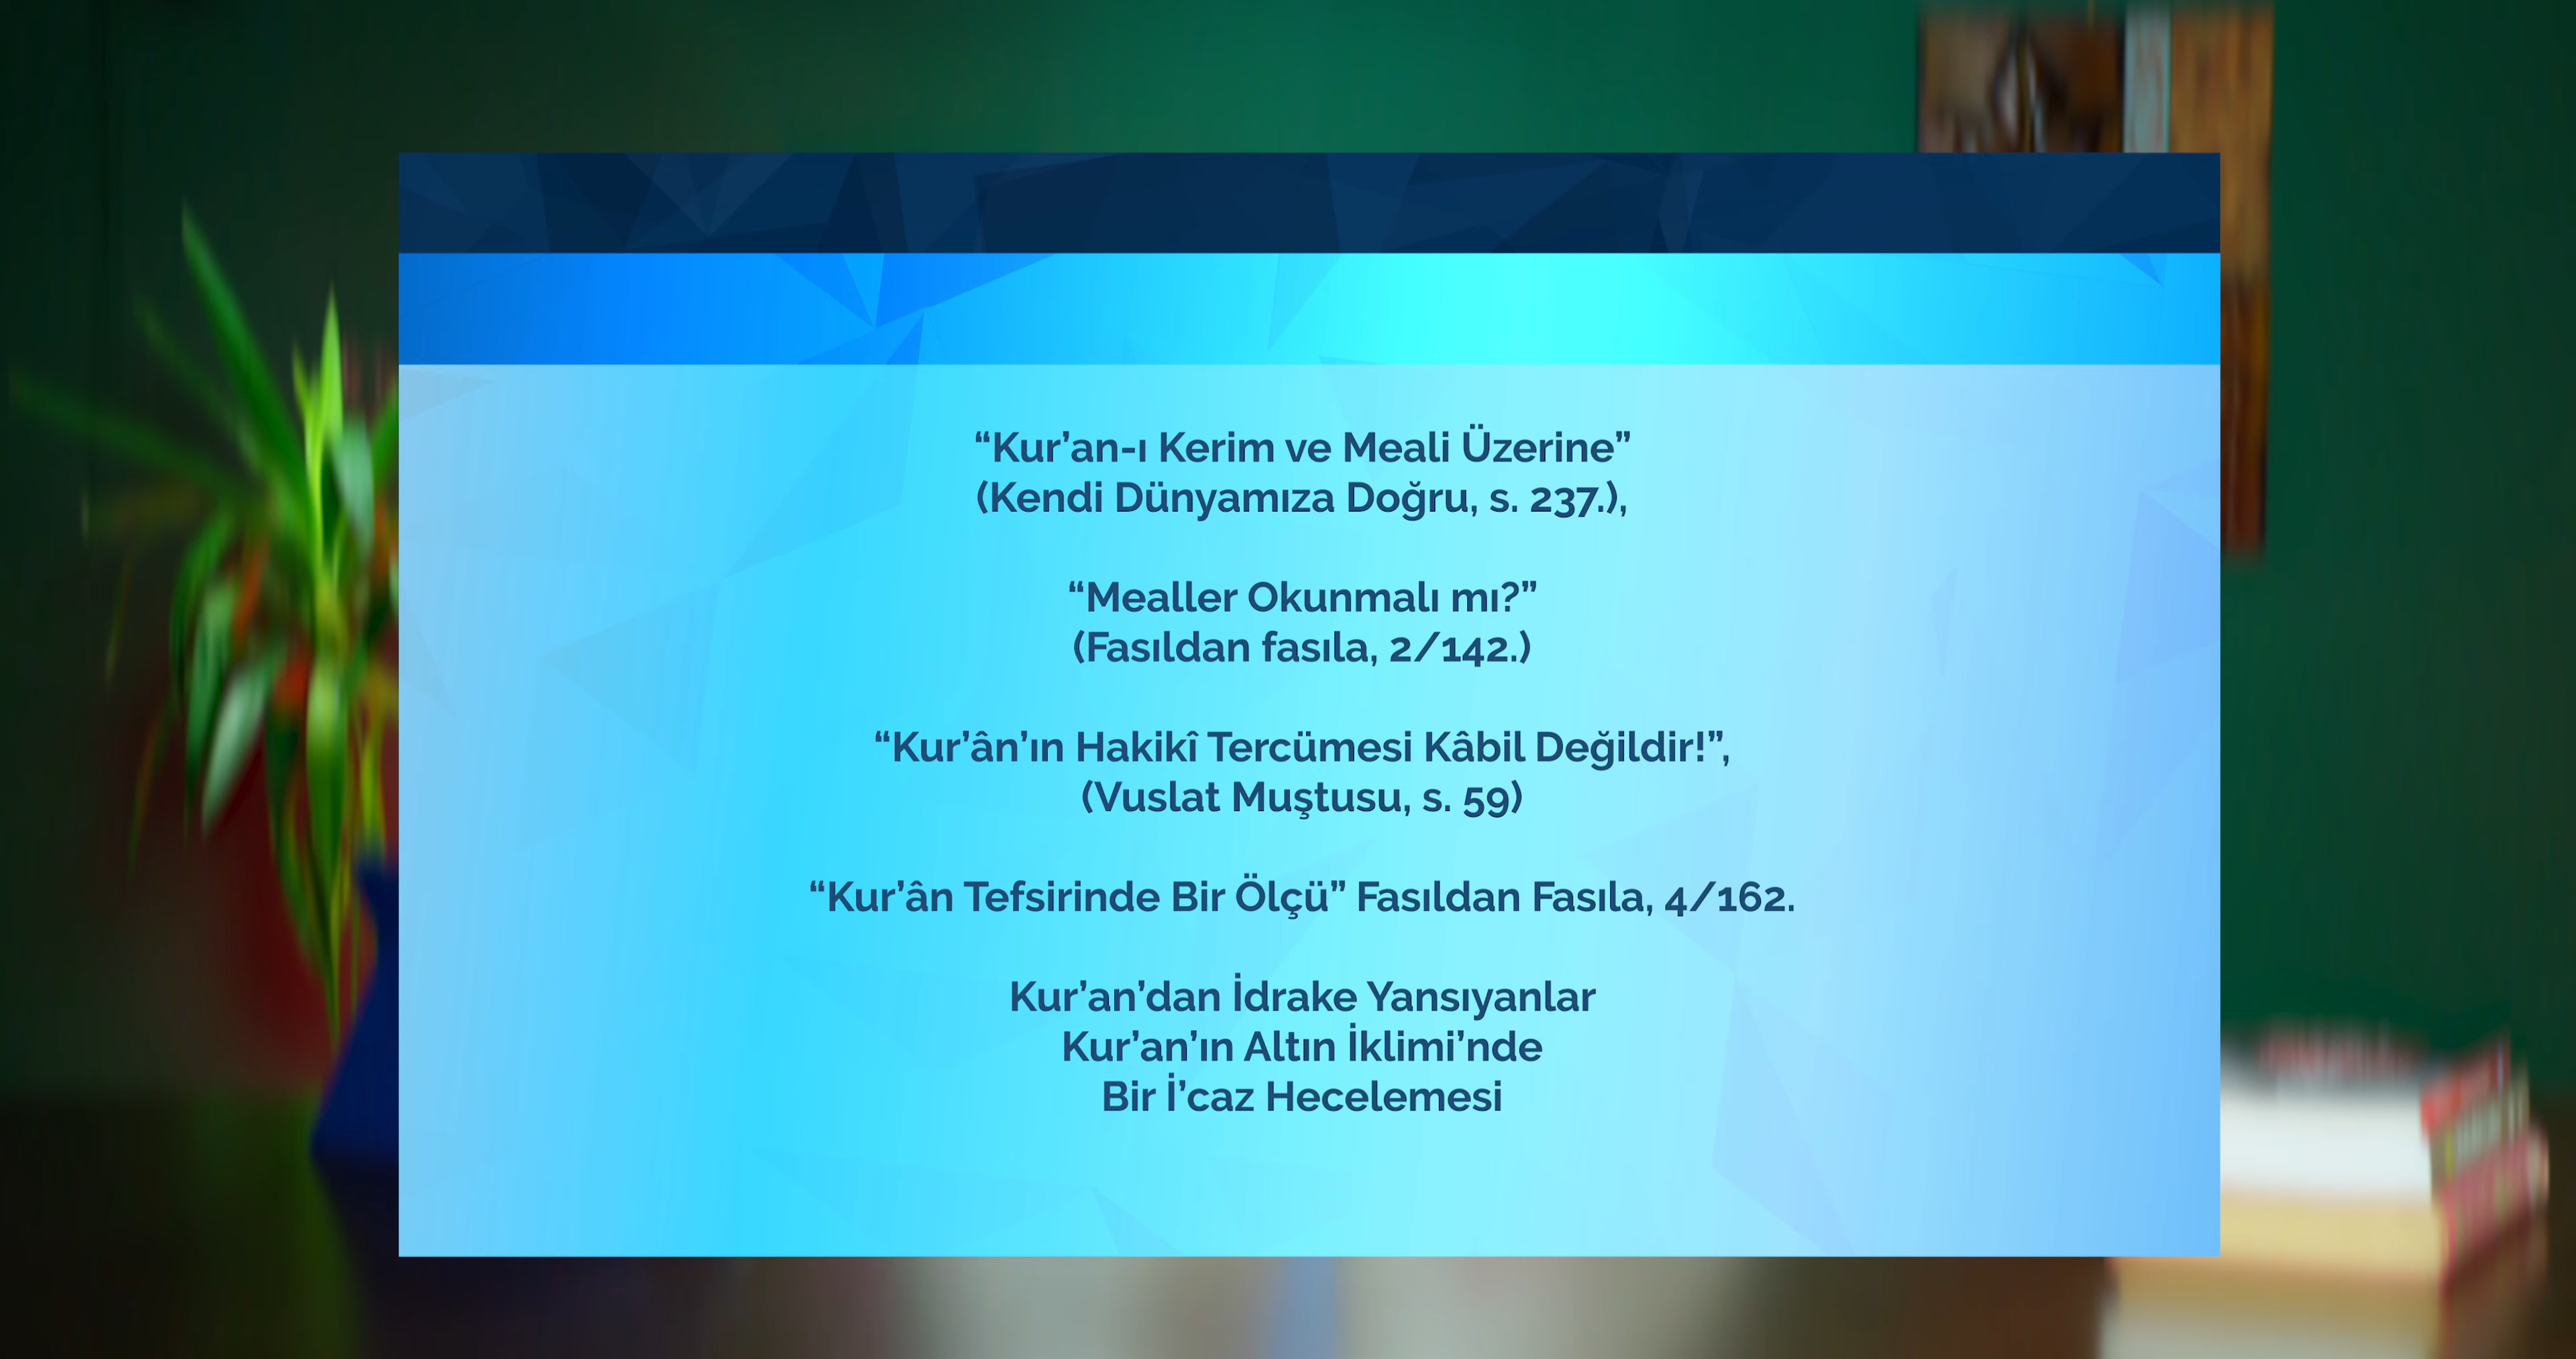 “Kur’an-ı Kerim ve Meali Üzerine”
(Kendi Dünyamıza Doğru, s. 237.),
“Mealler Okunmalı mı?”
(Fasıldan fasıla, 2/142.)
“Kur’ân’ın Hakikî Tercümesi Kâbil Değildir!”,
(Vuslat Muştusu, s. 59)
“Kur’ân Tefsirinde Bir Ölçü” Fasıldan Fasıla, 4/162.
Kur’an’dan İdrake Yansıyanlar
Kur’an’ın Altın İklimi’nde
Bir İ’caz Hecelemesi